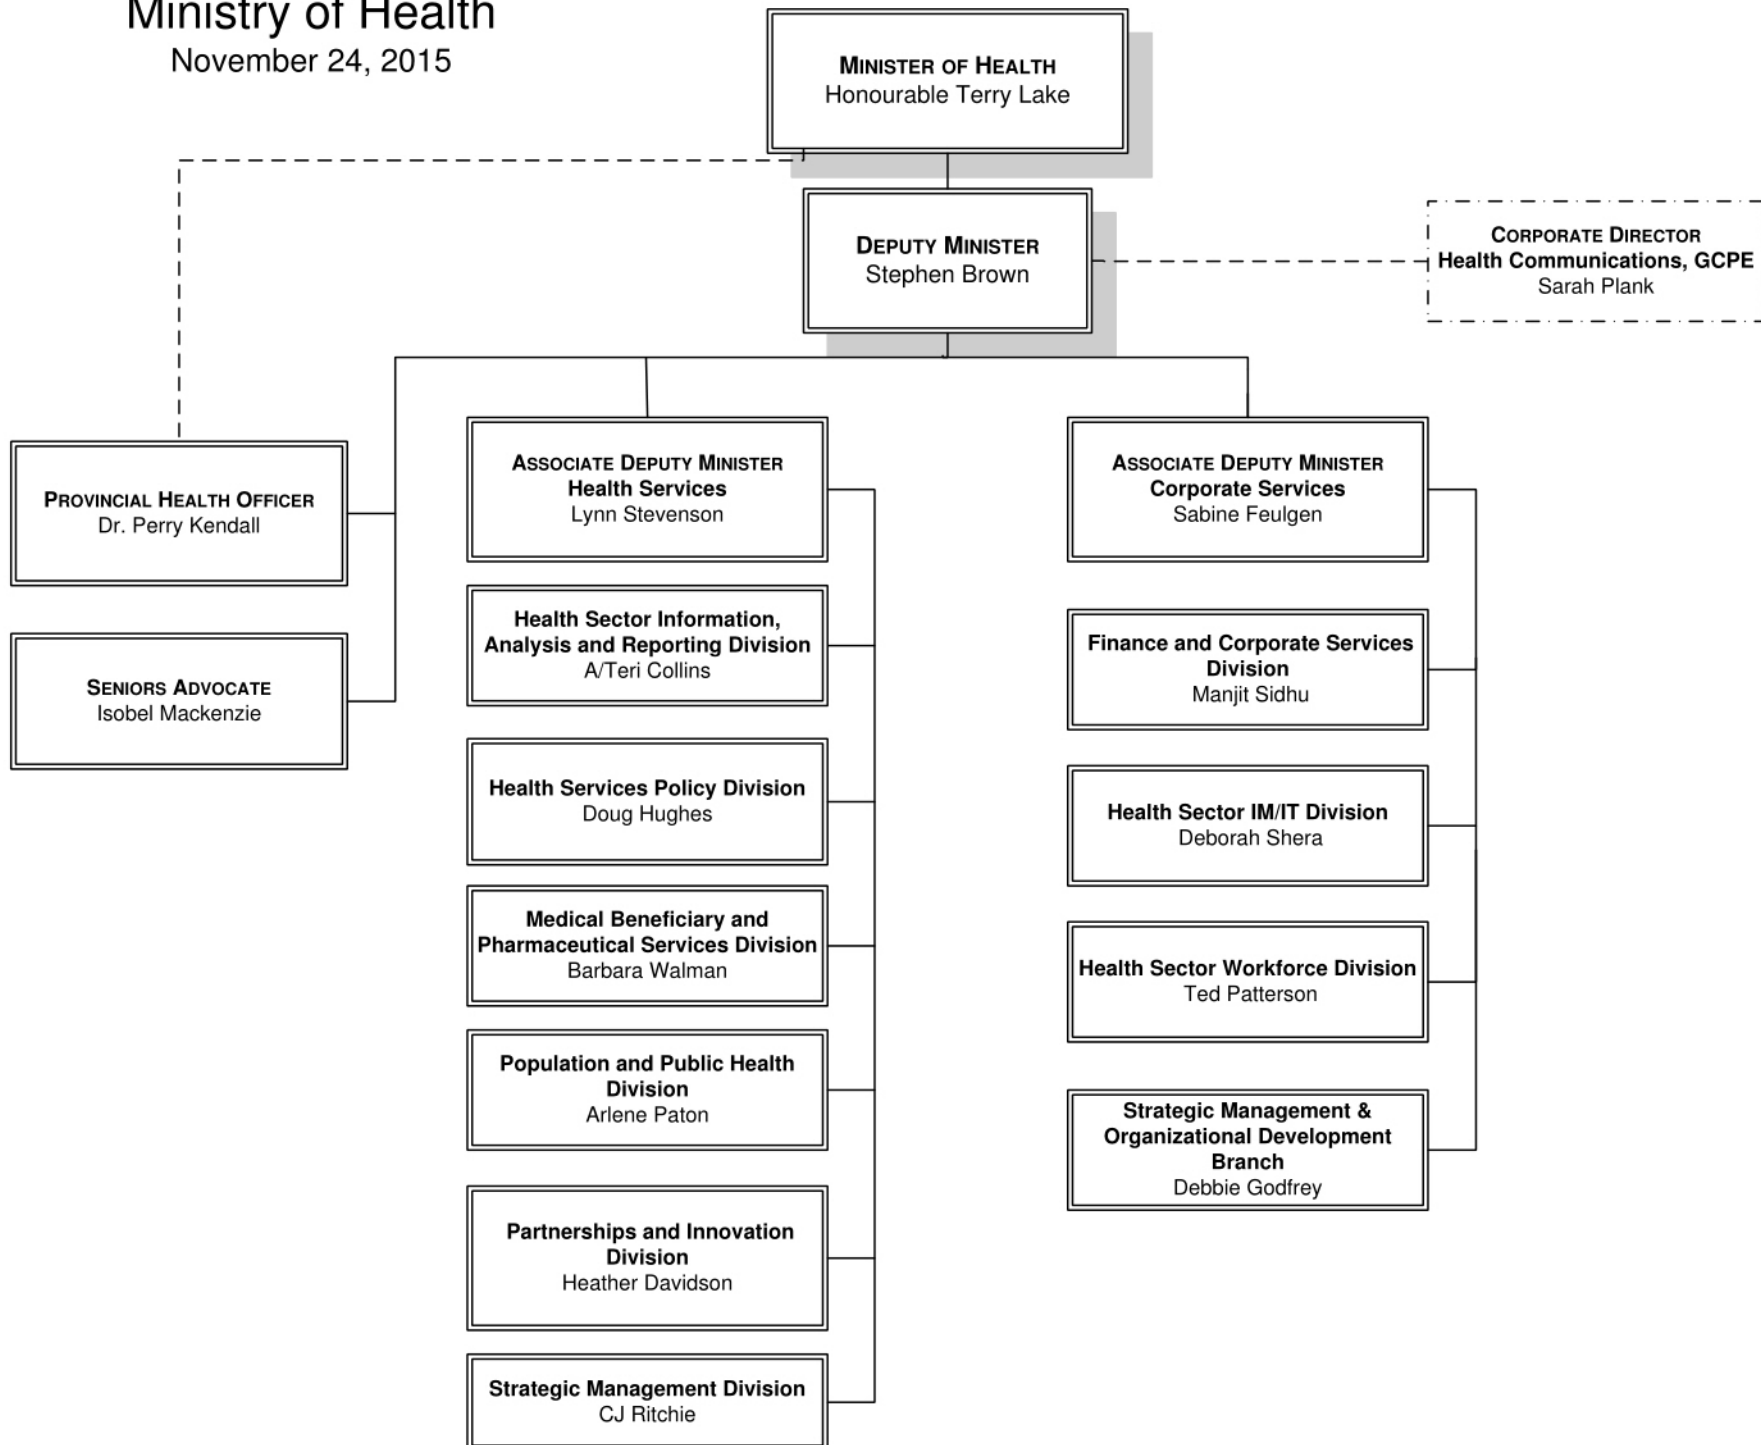 Ministry of Health
November 24, 2015
MINISTER OF HEALTH
Honourable Terry Lake
DEPUTY MINISTER
Stephen Brown
CORPORATE DIRECTOR
Health Communications, GCPE
Sarah Plank
PROVINCIAL HEALTH OFFICER
Dr. Perry Kendall
SENIORS ADVOCATE
Isobel Mackenzie
ASSOCIATE DEPUTY MINISTER
Health Services
Lynn Stevenson
Health Sector Information,
Analysis and Reporting Division
A/Teri Collins
Health Services Policy Division
Doug Hughes
Medical Beneficiary and
Pharmaceutical Services Division
Barbara Walman
Population and Public Health
Division
Arlene Paton
Partnerships and Innovation
Division
Heather Davidson
Strategic Management Division
CJ Ritchie
ASSOCIATE DEPUTY MINISTER
Corporate Services
Sabine Feulgen
Finance and Corporate Services
Division
Manjit Sidhu
Health Sector IM/IT Division
Deborah Shera
Health Sector Workforce Division
Ted Patterson
Strategic Management &
Organizational Development
Branch
Debbie Godfrey